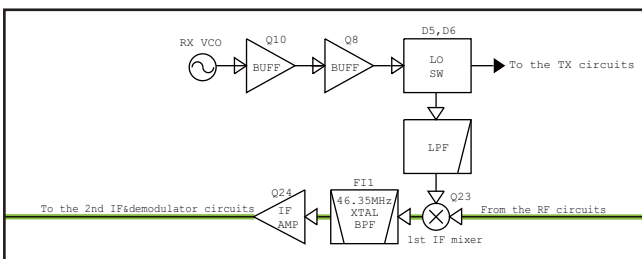 D5,D6
RX VCO
Q10
Q8
BUFF
BUFF
LO
SW
To the TX circuits
LPF
FI1
Q24
Q23
46.35MHz
XTAL
BPF
IF
AMP
To the 2nd IF&demodulator circuits
From the RF circuits
1st IF mixer